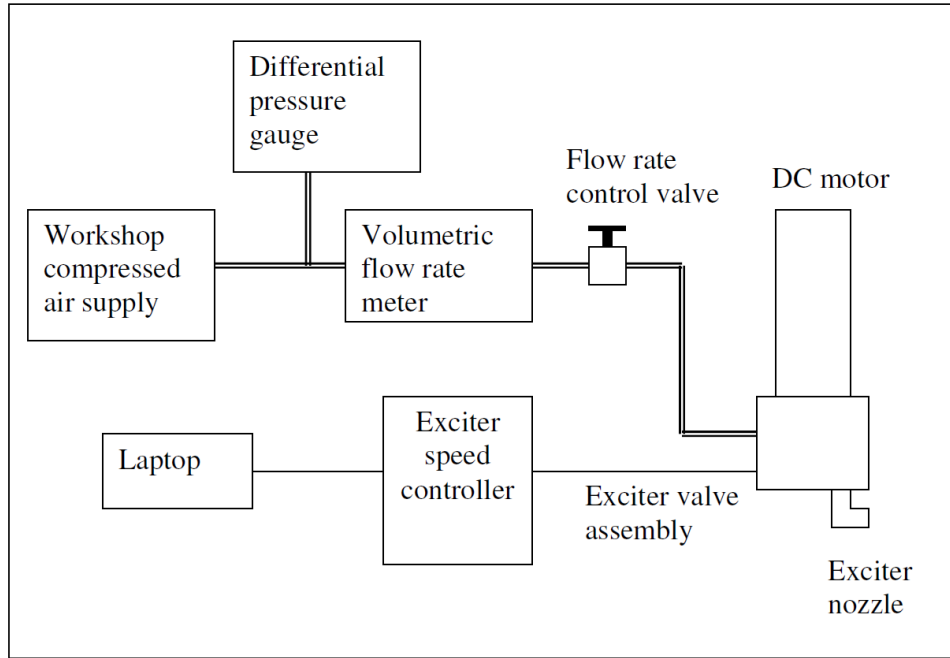 Differential
pressure
gauge
Flow rate
control valve
DC motor
Workshop
compressed
air supply
Volumetric
flow rate
meter
Laptop
Exciter
speed
controller
Exciter valve
assembly
Exciter
nozzle